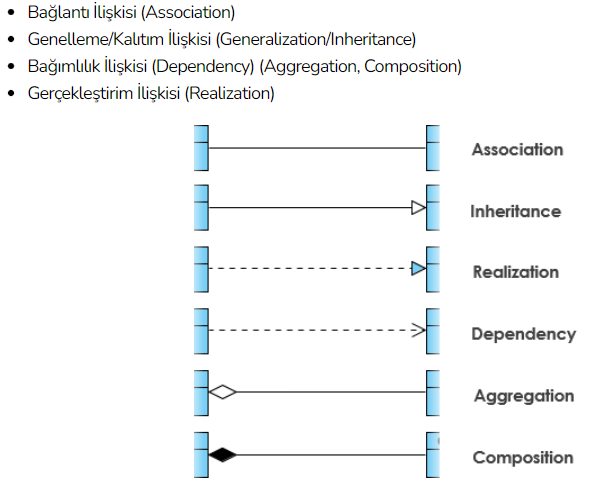 Bağlantı İlişkisi (Association)
Genelleme/Kalıtım İlişkisi (Generalization/Inheritance)
Bağımlılık İlişkisi (Dependency) (Aggregation, Composition)
Gerçekleştirim İlişkisi (Realization)
Association
Inheritance
Realization
Dependency
Aggregation
Composition